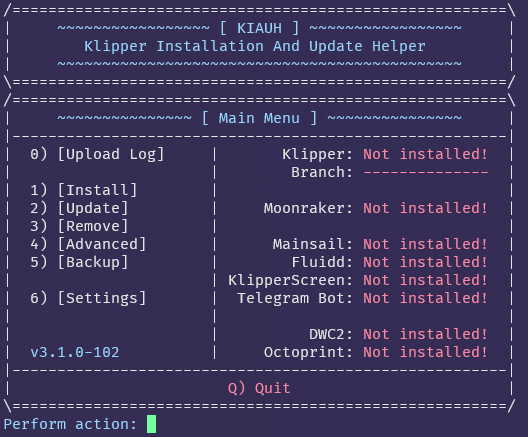 /=======================================================\
|     ~~~~~~~~~~~~~~~~~ [ KIAUH ] ~~~~~~~~~~~~~~~~~     |
|        Klipper Installation And Update Helper         |
|     ~~~~~~~~~~~~~~~~~~~~~~~~~~~~~~~~~~~~~~~~~~~~~     |
\=======================================================/
/=======================================================\
|     ~~~~~~~~~~~~~~~ [ Main Menu ] ~~~~~~~~~~~~~~~     |
|-------------------------------------------------------|
|  0) [Upload Log]     |       Klipper: Not installed!  |
|                      |        Branch: --------------  |
|  1) [Install]        |                                |
|  2) [Update]         |     Moonraker: Not installed!  |
|  3) [Remove]         |                                |
|  4) [Advanced]       |      Mainsail: Not installed!  |
|  5) [Backup]         |        Fluidd: Not installed!  |
|                      | KlipperScreen: Not installed!  |
|  6) [Settings]       |  Telegram Bot: Not installed!  |
|                      |                                |
|                      |          DWC2: Not installed!  |
|  v3.1.0-102          |     Octoprint: Not installed!  |
|-------------------------------------------------------|
|                        Q) Quit                        |
\=======================================================/
Perform action: